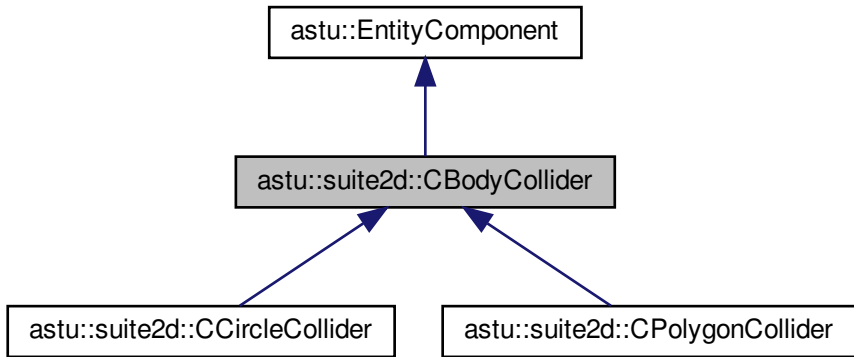 astu::EntityComponent
astu::suite2d::CBodyCollider
astu::suite2d::CCircleCollider
astu::suite2d::CPolygonCollider